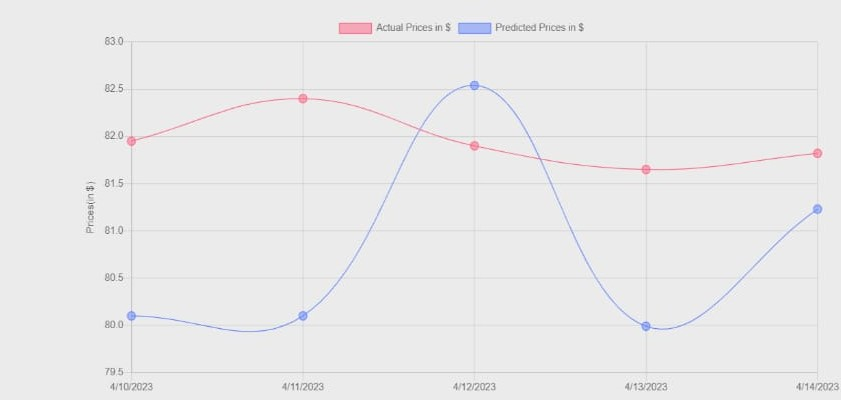 Actual Prices in $ Predicted Prices in $
83.0
82.5
82.0
81.5
Prices(in $)
81.0
80.5
80.0
79.5
4/10/2023 4/11/2023 4/12/2023 4/13/2023 4/14/2023